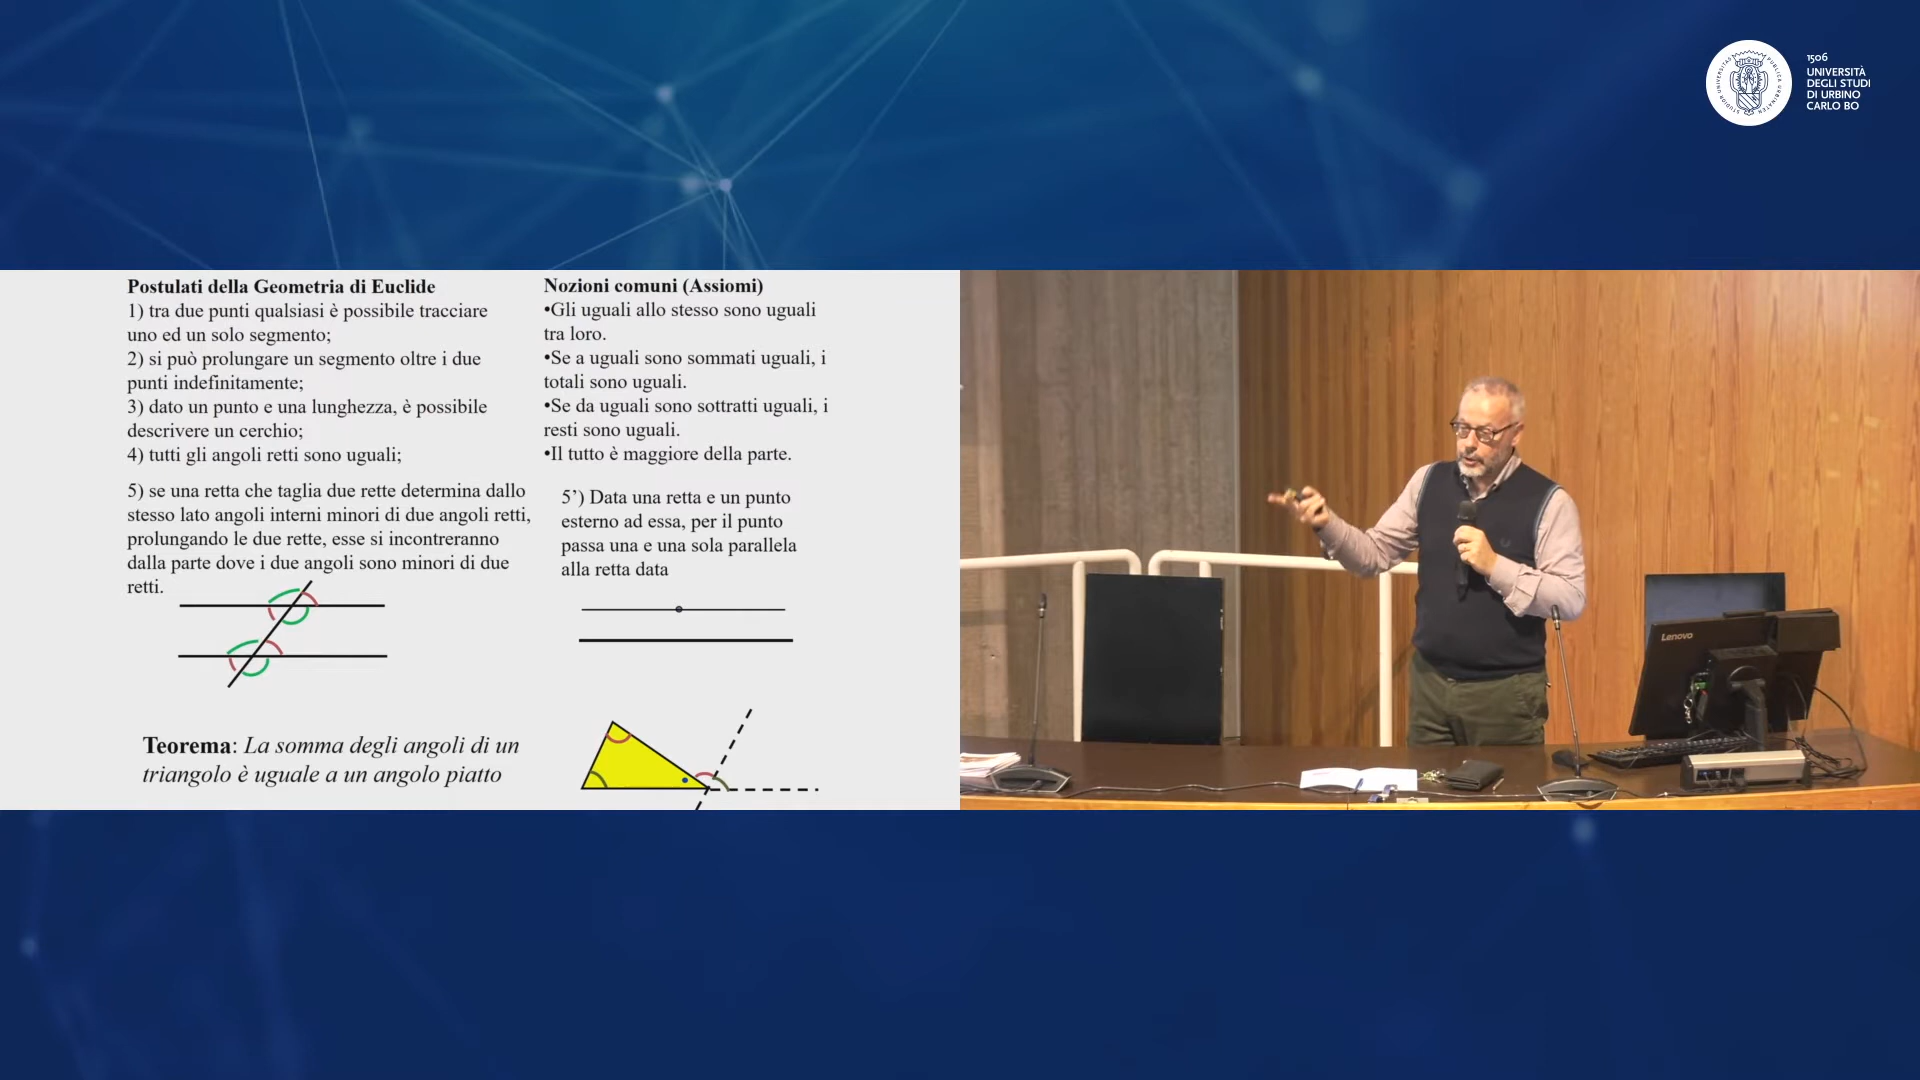 1506
UNIVERSITÀ
DEGLI STUDI
DI URBINO
CARLO BO
Postulati della Geometria di Euclide
1) tra due punti qualsiasi è possibile tracciare
uno ed un solo segmento;
2) si può prolungare un segmento oltre i due
punti indefinitamente;
3) dato un punto e una lunghezza, è possibile
descrivere un cerchio;
4) tutti gli angoli retti sono uguali;
5) se una retta che taglia due rette determina dallo
stesso lato angoli interni minori di due angoli retti,
prolungando le due rette, esse si incontreranno
dalla parte dove i due angoli sono minori di due
retti.
Nozioni comuni (Assiomi)
•Gli uguali allo stesso sono uguali
tra loro.
•Se a uguali sono sommati uguali, i
totali sono uguali.
•Se da uguali sono sottratti uguali, i
resti sono uguali.
•Il tutto è maggiore della parte.
5’) Data una retta e un punto
esterno ad essa, per il punto
passa una e una sola parallela
alla retta data
Teorema: La somma degli angoli di un
triangolo è uguale a un angolo piatto
Lenovo